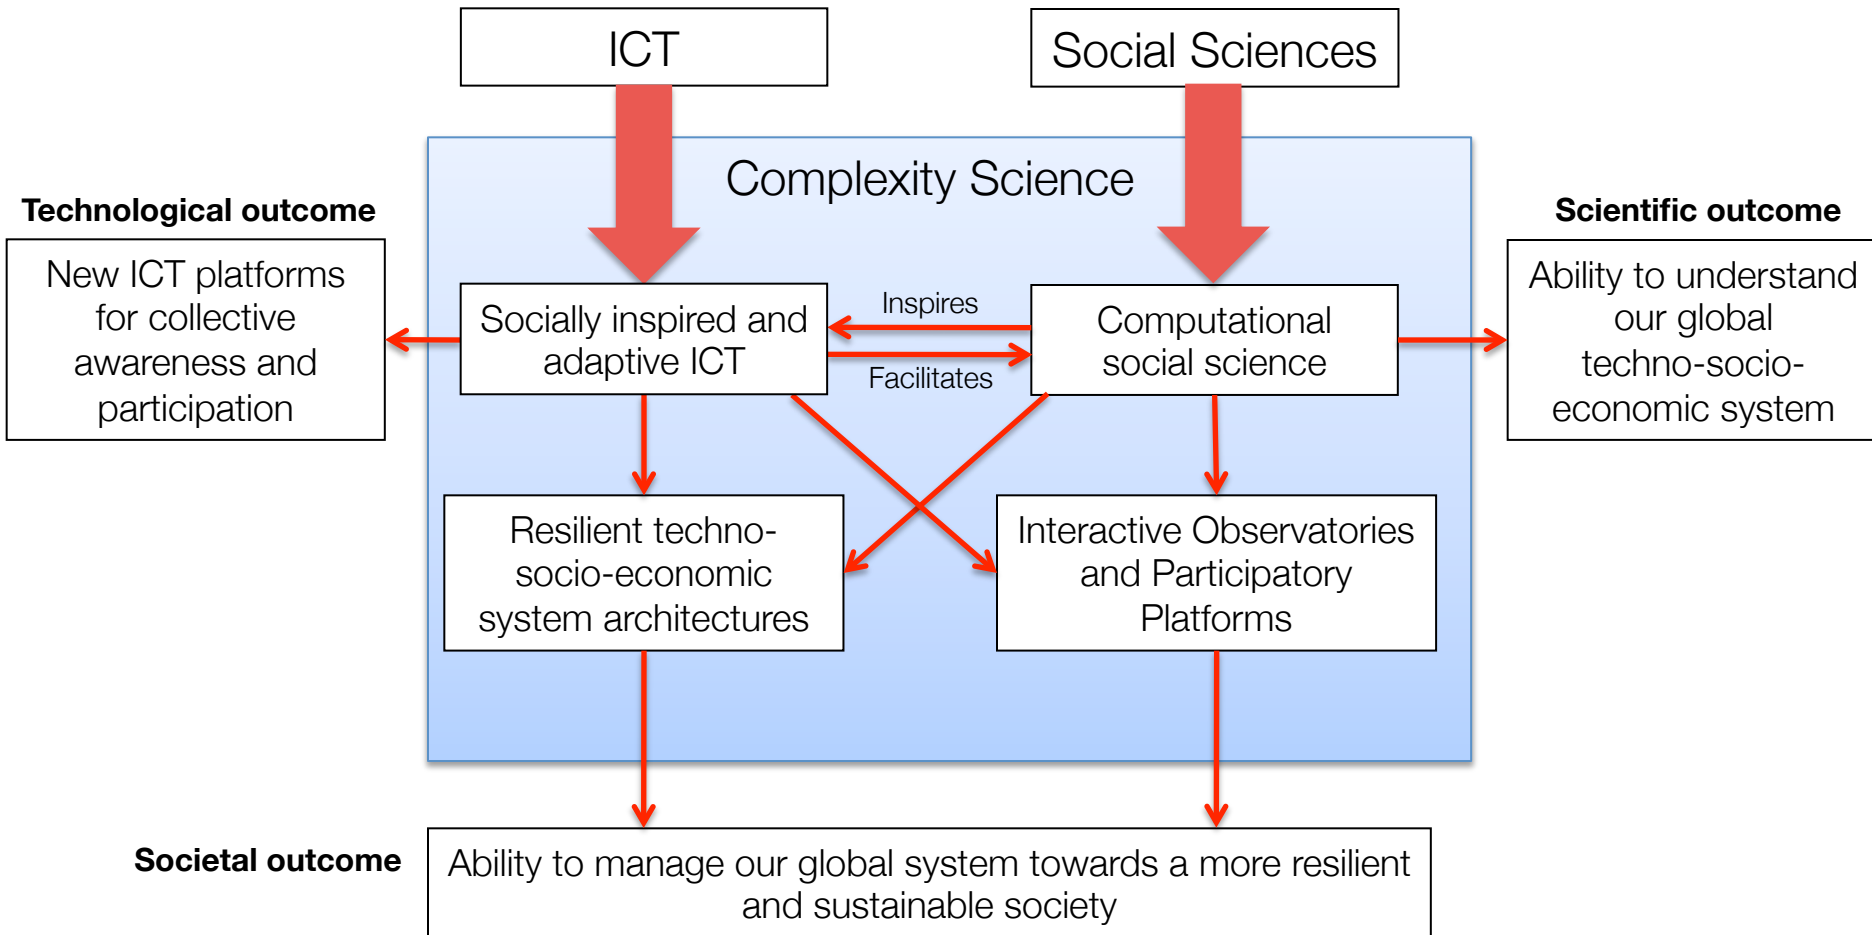 ICT
Social Sciences
Complexity Science
Technological outcome
New ICT platforms
for collective
awareness and
participation
Socially inspired and
adaptive ICT
Inspires
Facilitates
Computational
social science
Scientific outcome
Ability to understand
our global
techno-socio-
economic system
Resilient techno-
socio-economic
system architectures
Interactive Observatories
and Participatory
Platforms
Societal outcome
Ability to manage our global system towards a more resilient
and sustainable society